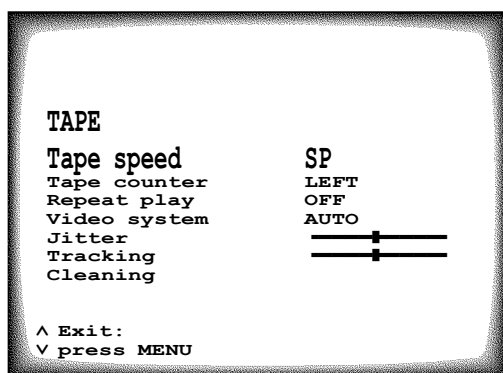 TAPE
Tape speed SP
Tape counter LEFT
Repeat play OFF
Video system AUTO
Jitter
Tracking
Cleaning
^ Exit:
v press MENU